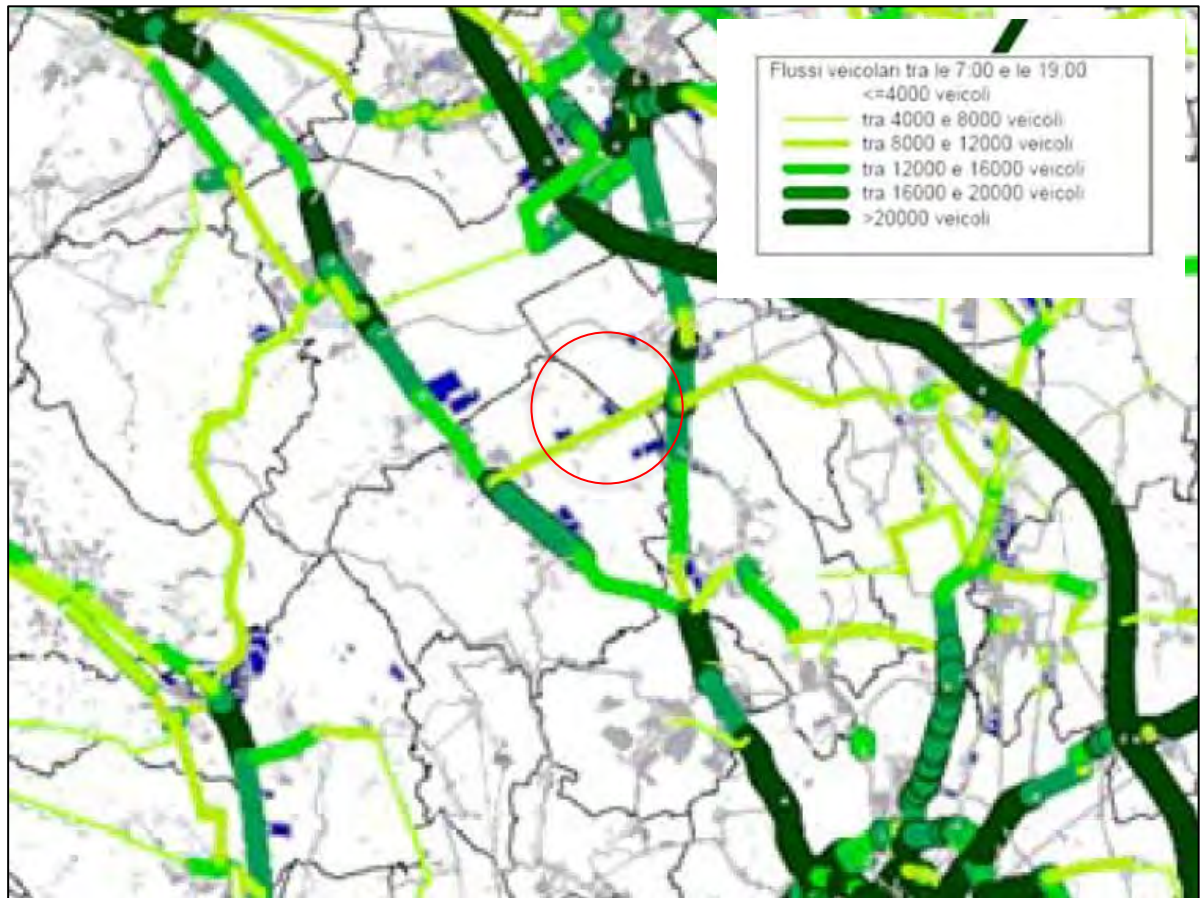 Flussi veicolari tra le 7:00 e le 19:00
<=4000 veicoli
tra 4000 e 8000 veicoli
tra 8000 e 12000 veicoli
tra 12000 e 16000 veicoli
tra 16000 e 20000 veicoli
>20000 veicoli